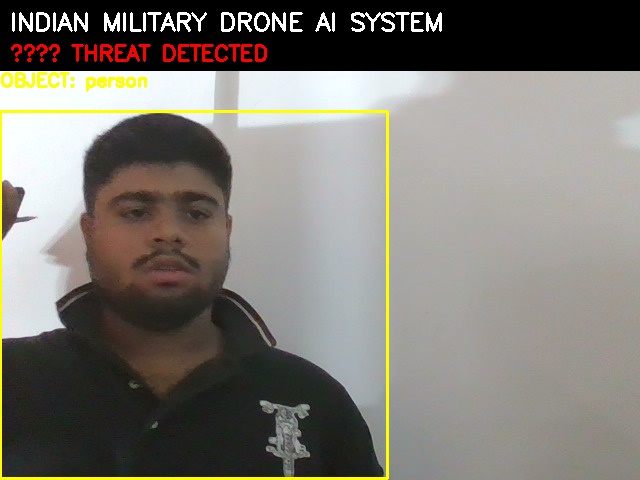 INDIAN MILITARY DRONE AI SYSTEM
???? THREAT DETECTED
OBJECT: person